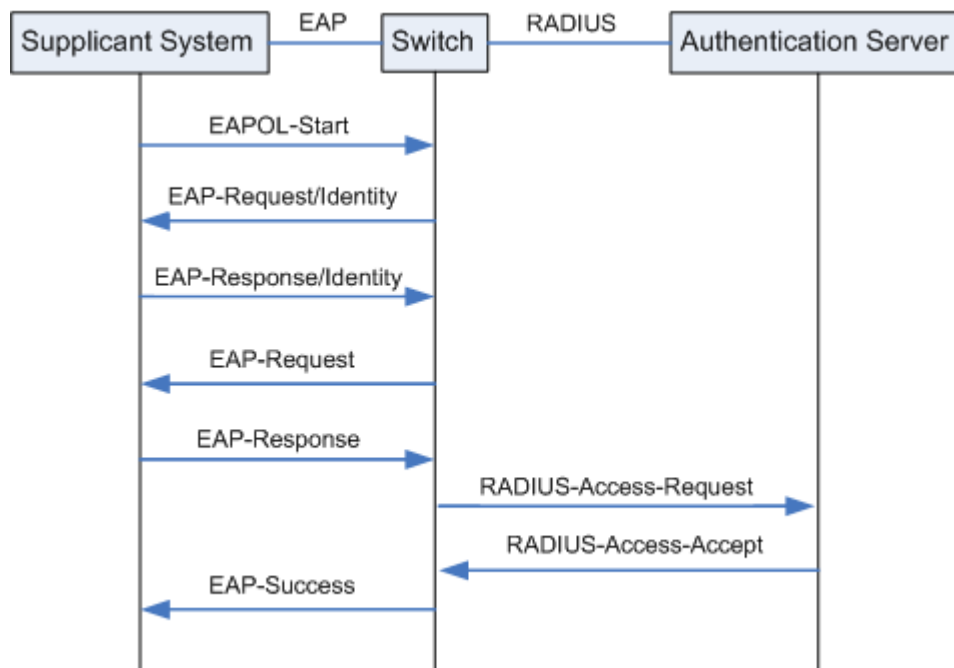 EAP
RADIUS
Supplicant System
Switch
Authentication Server
EAPOL-Start
EAP-Request/Identity
EAP-Response/Identity
EAP-Request
EAP-Response
RADIUS-Access-Request
RADIUS-Access-Accept
EAP-Success